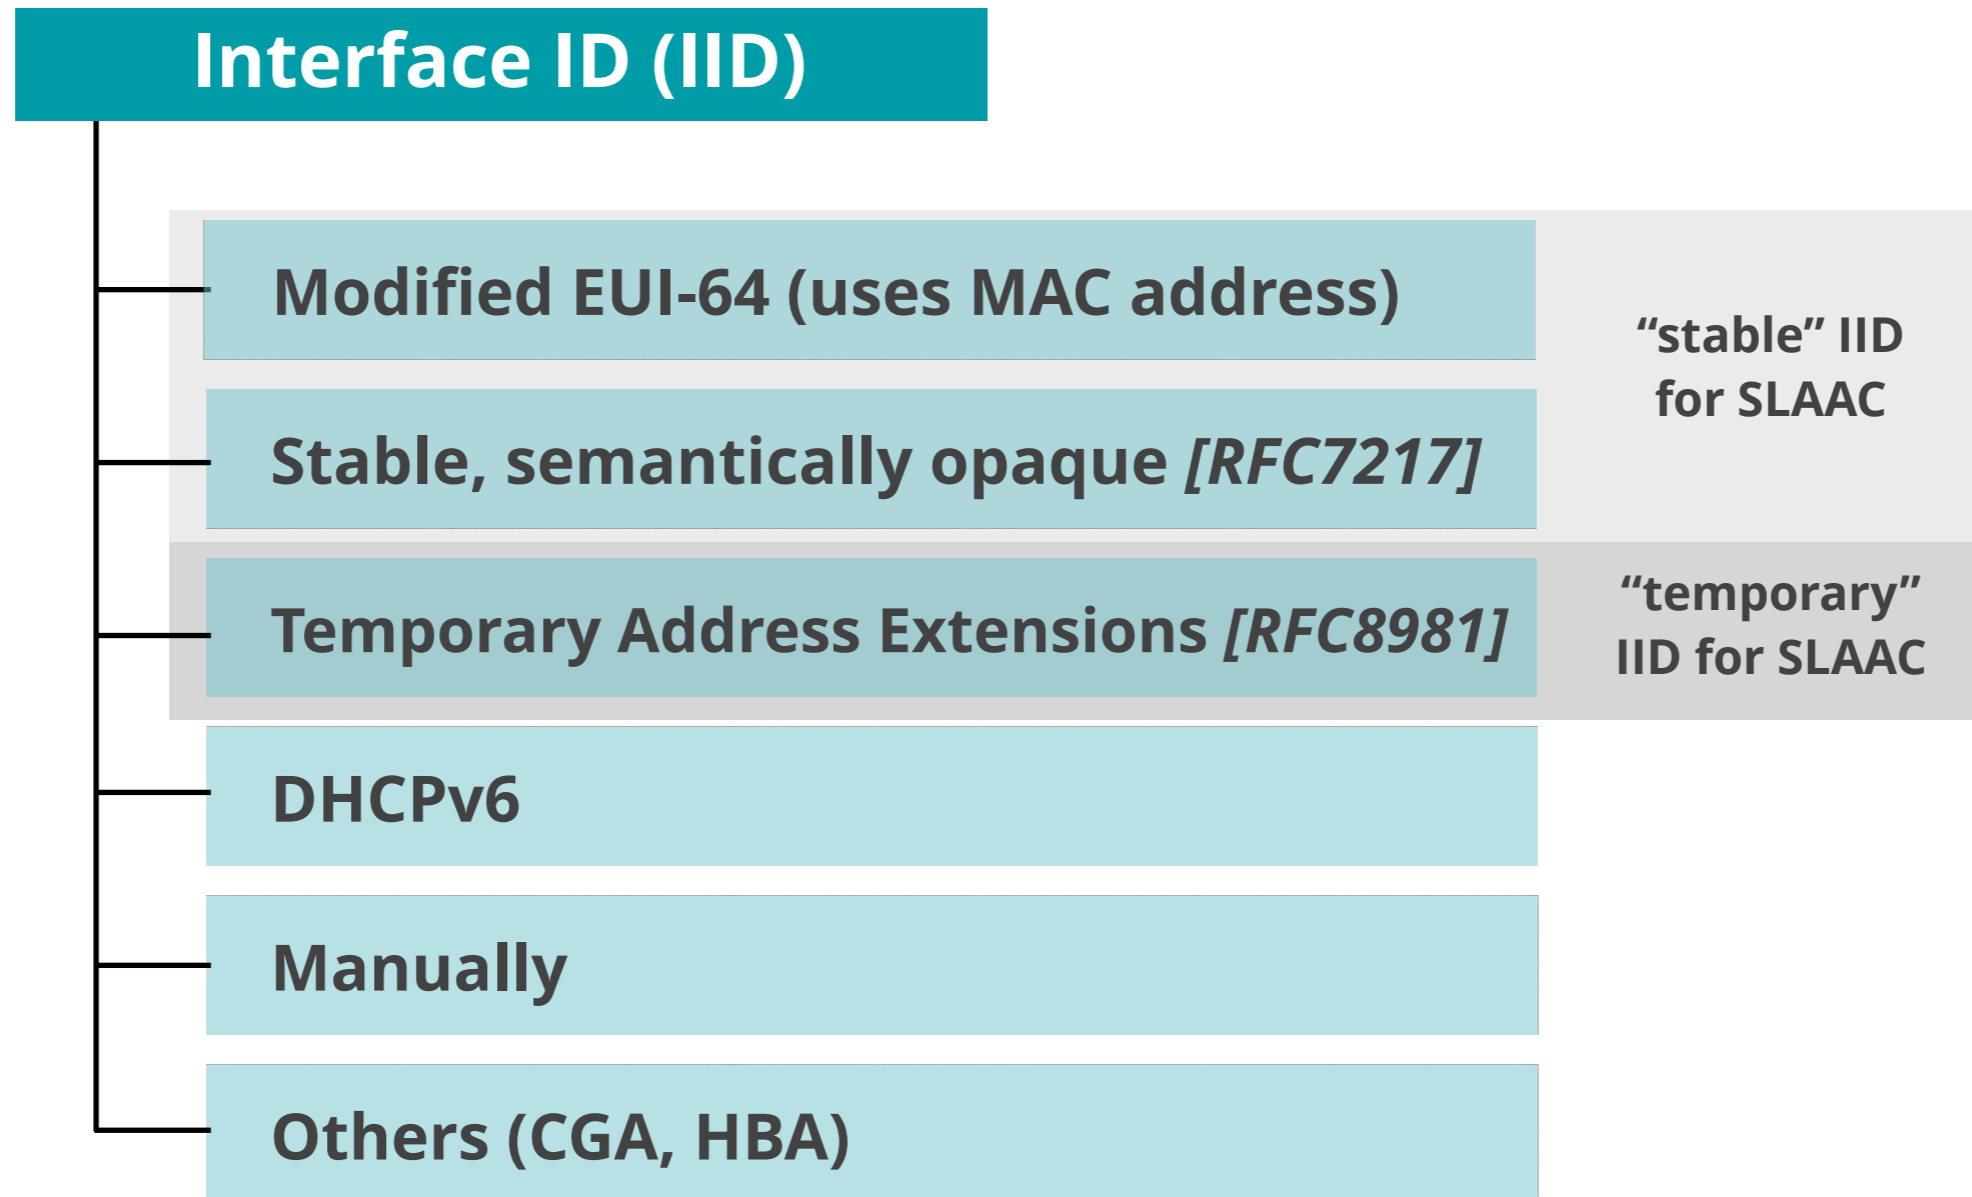 Interface ID (IID)
Modified EUI-64 (uses MAC address)
“stable” IID
for SLAAC
Stable, semantically opaque [RFC7217]
Temporary Address Extensions [RFC8981]
“temporary”
IID for SLAAC
DHCPv6
Manually
Others (CGA, HBA)